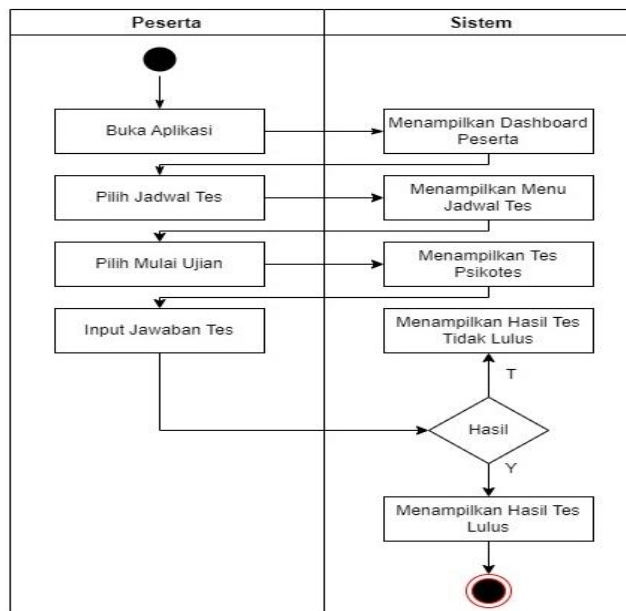 Peserta
Sistem
Buka Aplikasi
Menampilkan Dashboard
Peserta
Pilih Jadwal Tes
Menampilkan Menu
Jadwal Tes
Pilih Mulai Ujian
Menampilkan Tes
Psikotes
Input Jawaban Tes
Menampilkan Hasil Tes
Tidak Lulus
T
Hasil
Y
Menampilkan Hasil Tes
Lulus